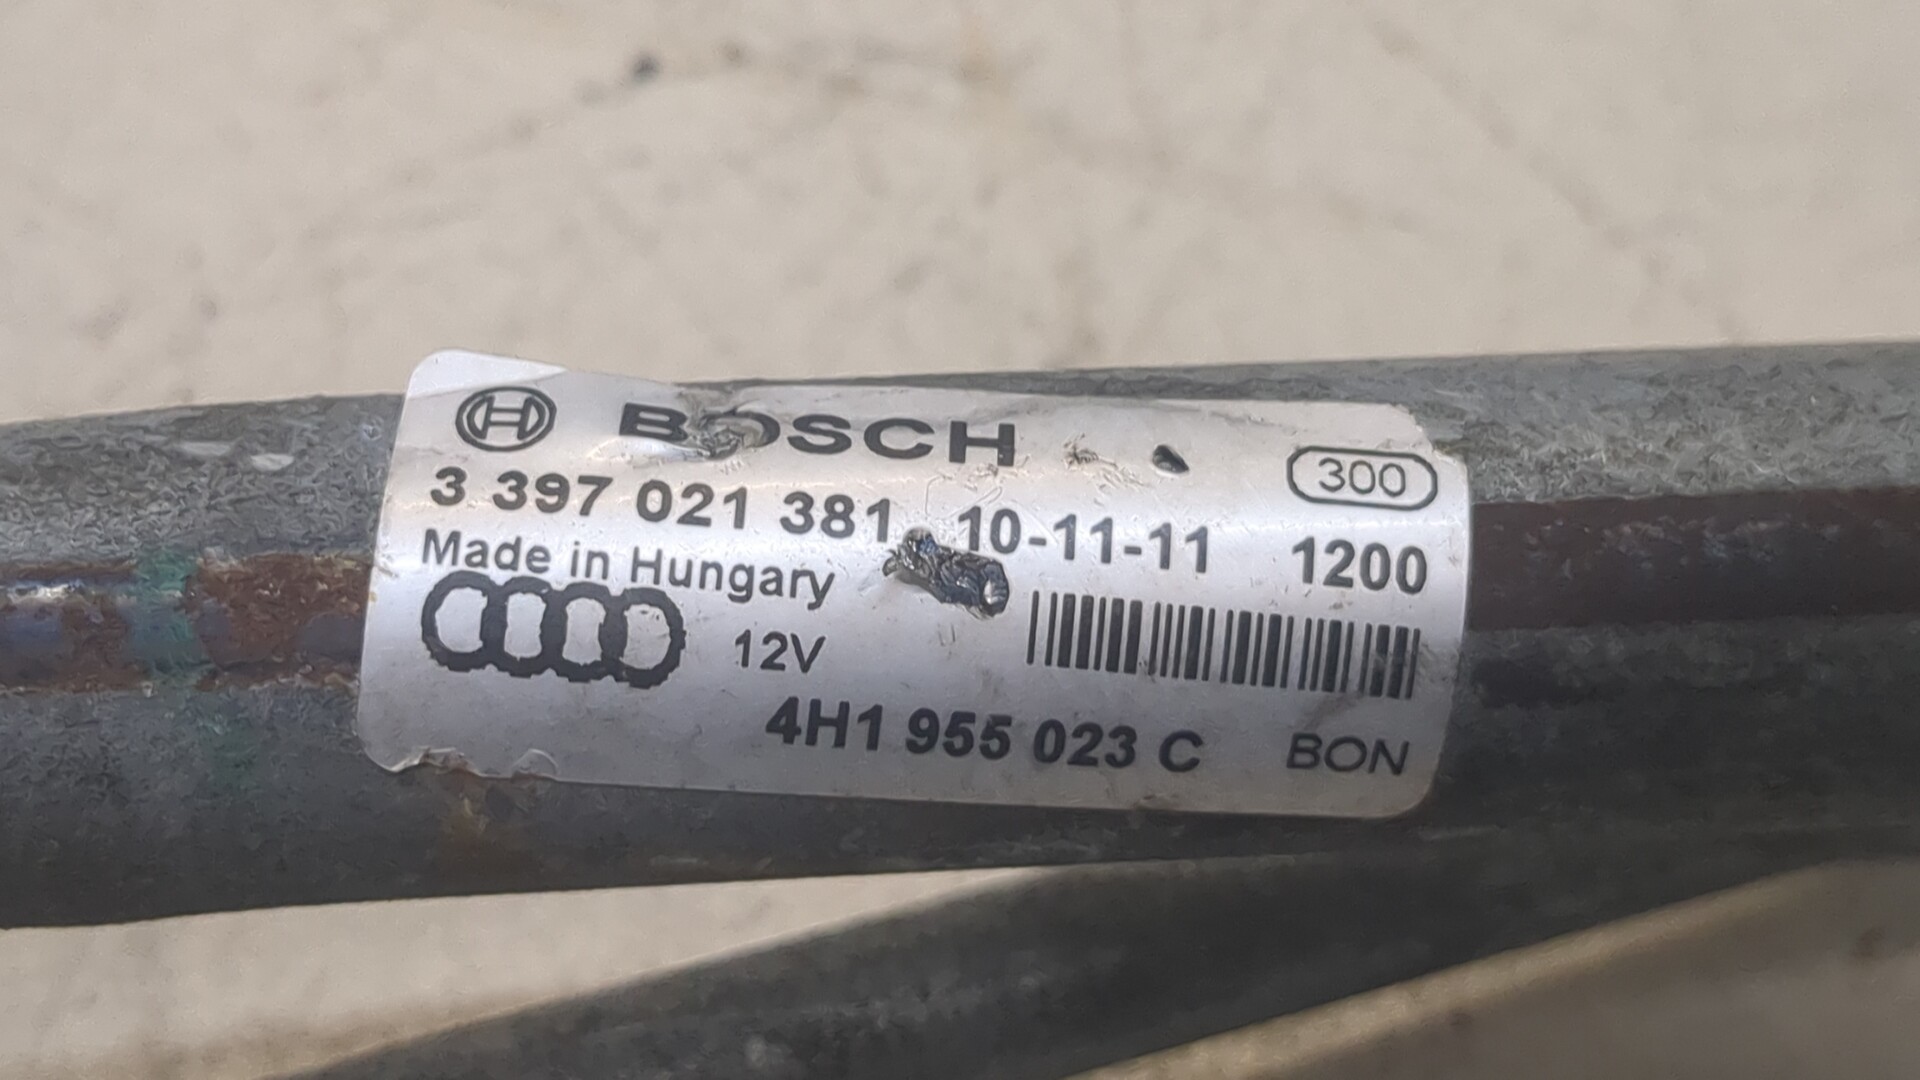 BOSCH
300
3 397 021 381 10-11-11 1200
Made in Hungary
12V
4H1 955 023 C BON